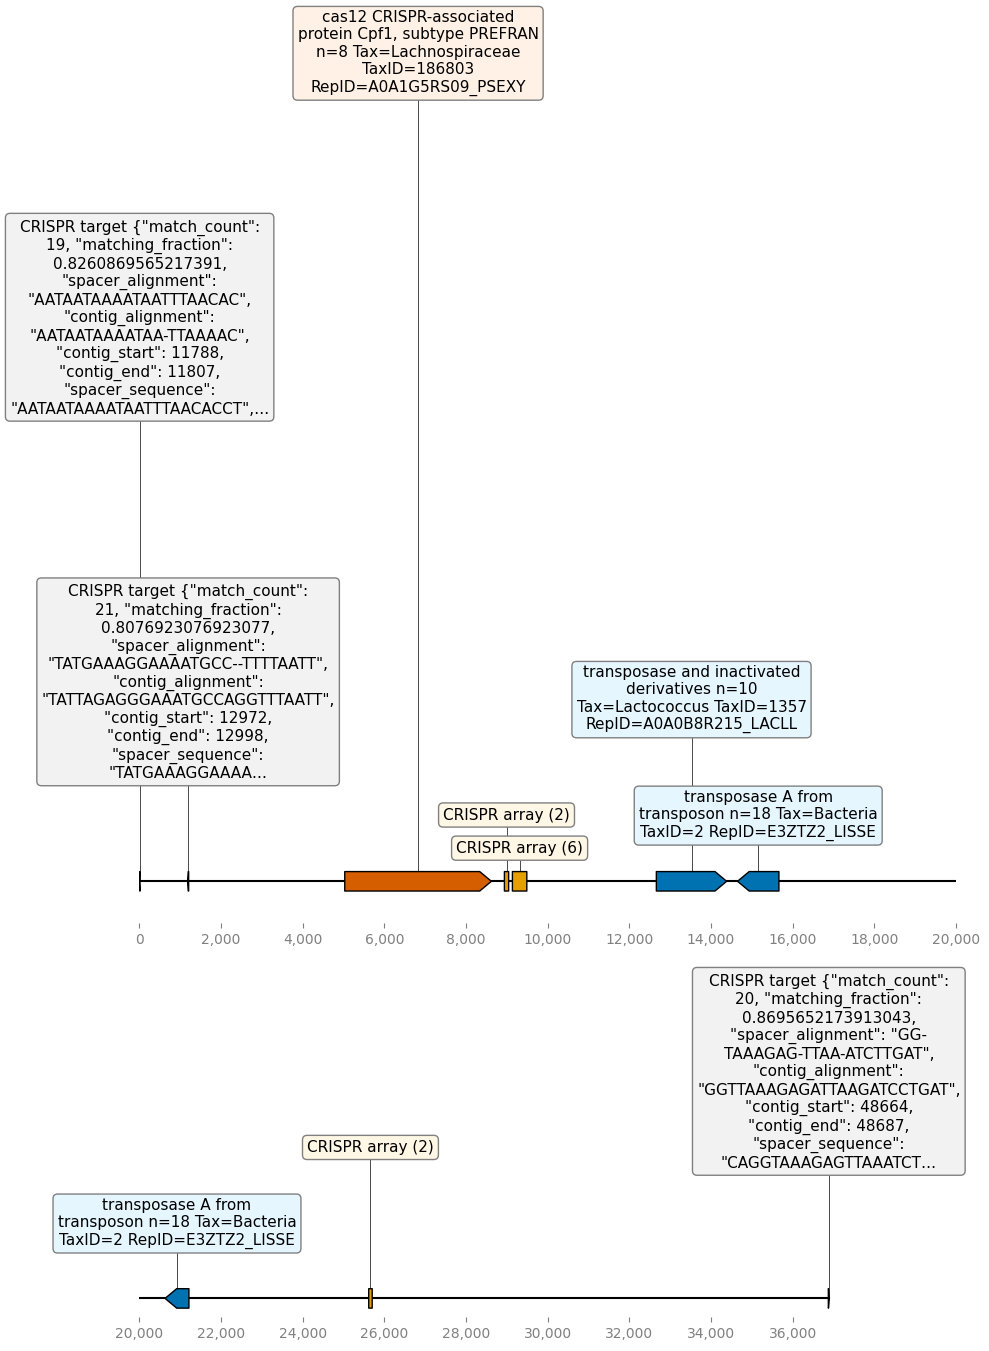 cas12 CRISPR-associated
protein Cpf1, subtype PREFRAN
n=8 Tax=Lachnospiraceae
TaxID=186803
RepID=A0A1G5RS09_PSEXY
CRISPR target {"match_count":
19, "matching_fraction":
0.8260869565217391,
"spacer_alignment":
"AATAATAAAATAATTTAACAC",
"contig_alignment":
"AATAATAAAATAA-TTAAAAC",
"contig_start": 11788,
"contig_end": 11807,
"spacer_sequence":
"AATAATAAAATAATTTAACACCT",...
CRISPR target {"match_count":
21, "matching_fraction":
0.8076923076923077,
"spacer_alignment":
"TATGAAAGGAAAATGCC--TTTTAATT",
"contig_alignment":
"TATTAGAGGGAAATGCCAGGTTTAATT",
"contig_start": 12972,
"contig_end": 12998,
"spacer_sequence":
"TATGAAAGGAAAA...
transposase and inactivated
derivatives n=10
Tax=Lactococcus TaxID=1357
RepID=A0A0B8R215_LACLL
transposase A from
transposon n=18 Tax=Bacteria
TaxID=2 RepID=E3ZTZ2_LISSE
CRISPR array (2)
CRISPR array (6)
0 2,000 4,000 6,000 8,000 10,000 12,000 14,000 16,000 18,000 20,000
CRISPR target {"match_count":
20, "matching_fraction":
0.8695652173913043,
"spacer_alignment": "GG-
TAAAGAG-TTAA-ATCTTGAT",
"contig_alignment":
"GGTTAAAGAGATTAAGATCCTGAT",
"contig_start": 48664,
"contig_end": 48687,
"spacer_sequence":
"CAGGTAAAGAGTTAAATCT...
CRISPR array (2)
transposase A from
transposon n=18 Tax=Bacteria
TaxID=2 RepID=E3ZTZ2_LISSE
20,000 22,000 24,000 26,000 28,000 30,000 32,000 34,000 36,000